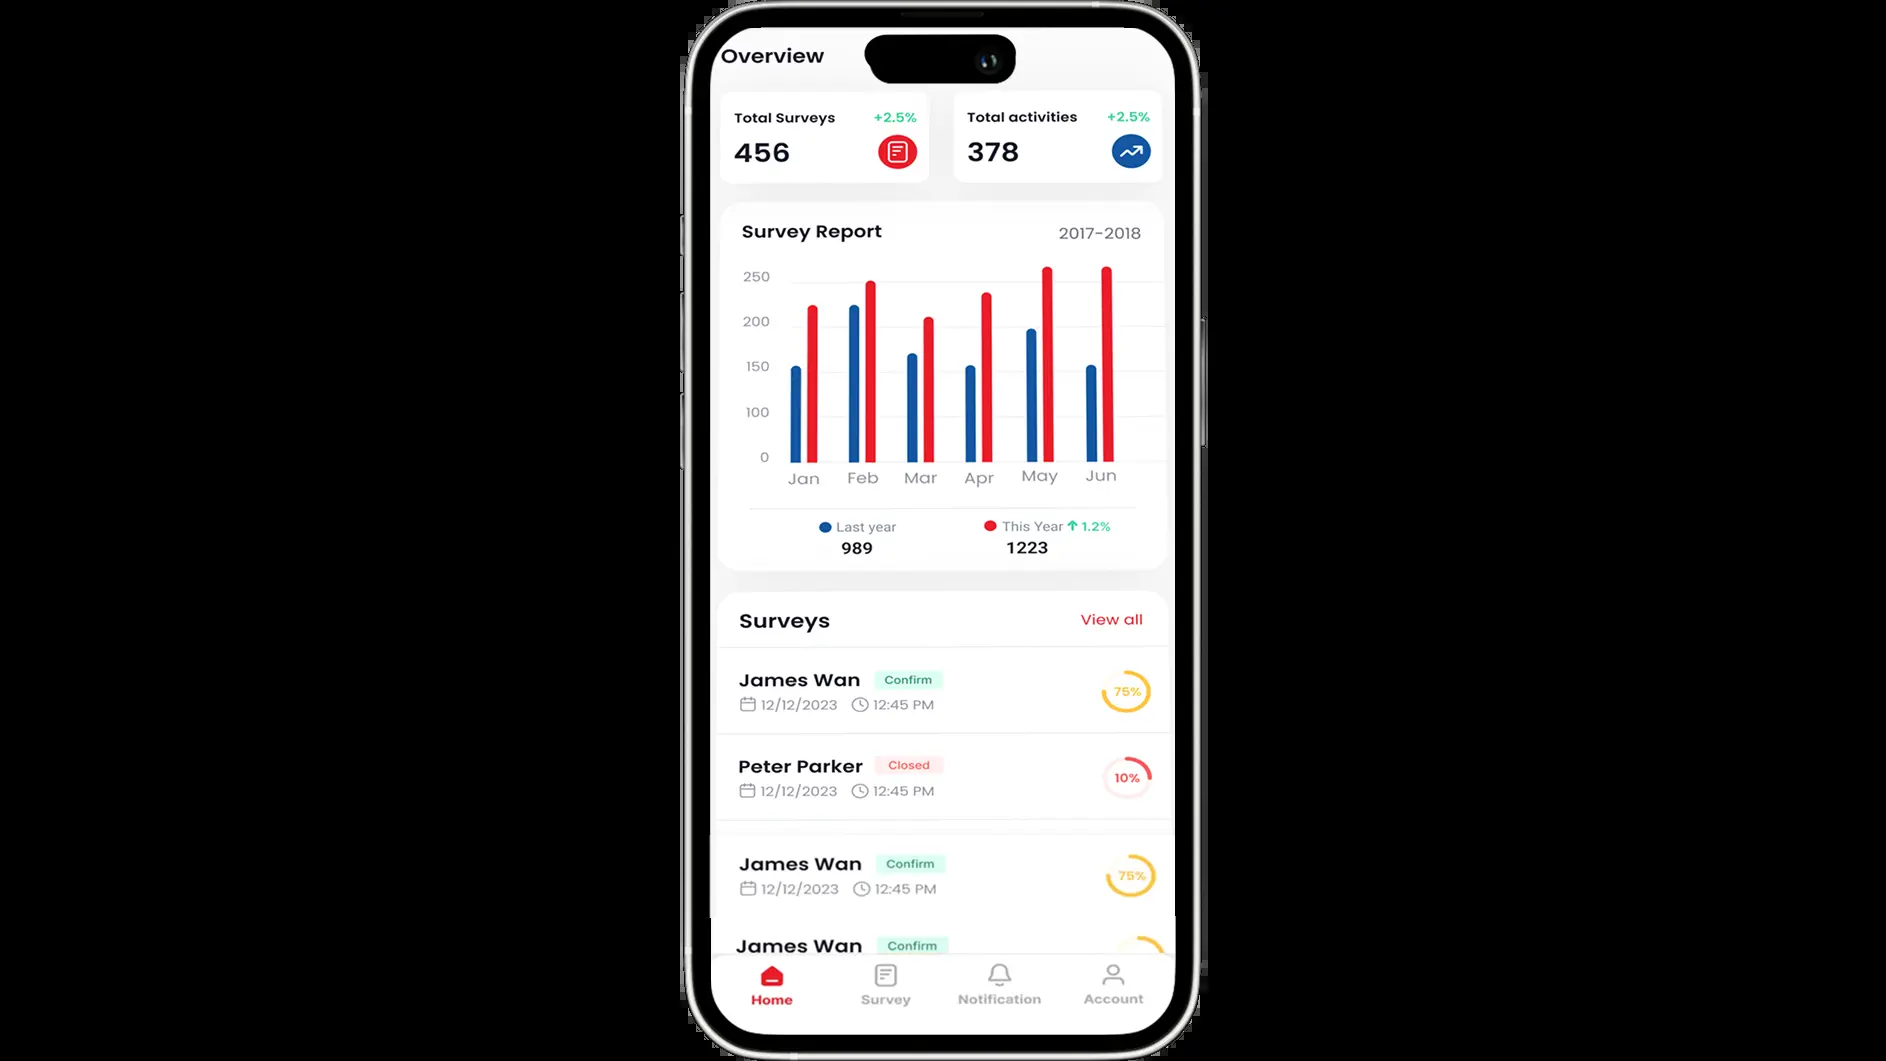 Overview
Total Surveys +2.5%
456
Total activities +2.5%
378
Survey Report 2017-2018
250
200
150
100
0
Jan Feb Mar Apr May Jun
Last year
989
This Year 1.2%
1223
Surveys View all
James Wan Confirm
12/12/2023 12:45 PM
75%
Peter Parker Closed
12/12/2023 12:45 PM
10%
James Wan Confirm
12/12/2023 12:45 PM
75%
James Wan Confirm
Home Survey Notification Account